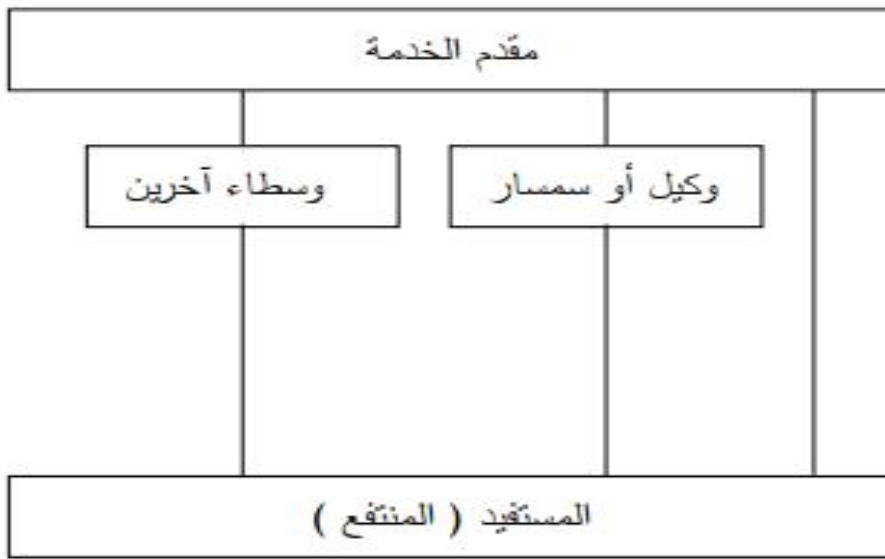 مقدم الخدمة
وكيل أو سمسار
وسطاء آخرين
المستفيد ( المنتفع )